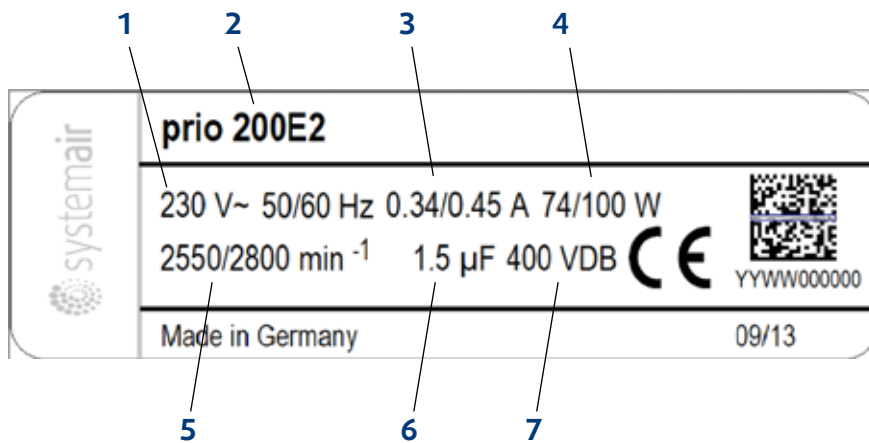 1 2 3 4
prio 200E2
systemair
230 V~ 50/60 Hz 0.34/0.45 A 74/100 W
2550/2800 min -1 1.5 µF 400 VDB CE
YYWW000000
Made in Germany 09/13
5 6 7